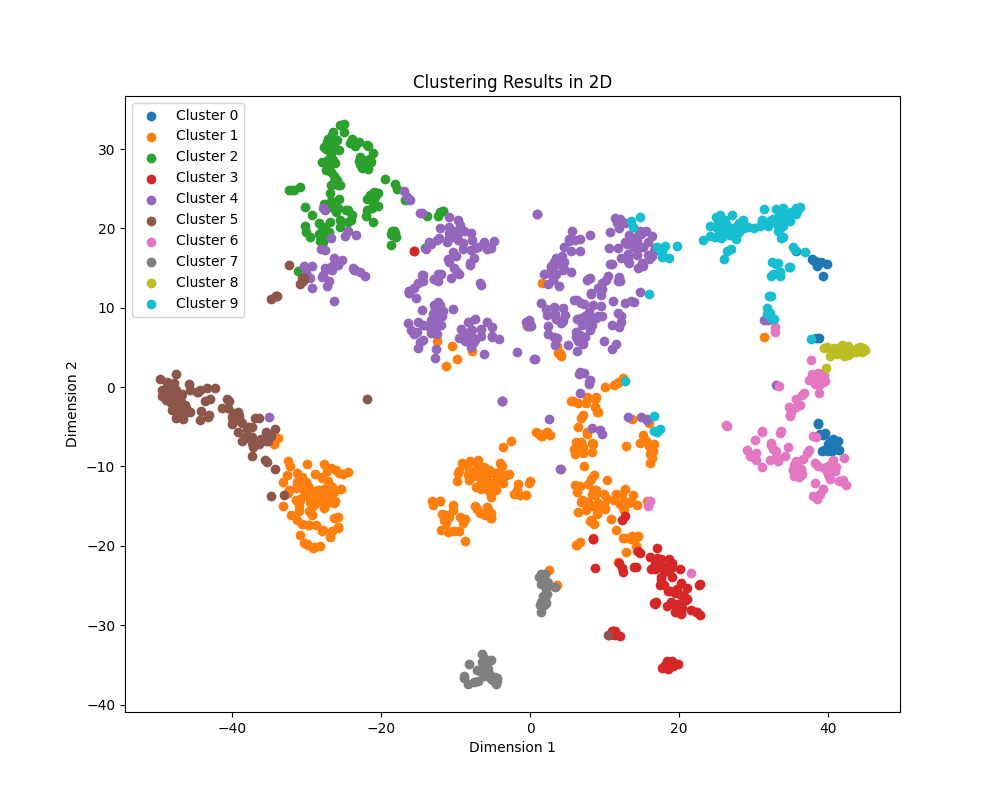 Clustering Results in 2D
Cluster 0
Cluster 1
Cluster 2
Cluster 3
Cluster 4
Cluster 5
Cluster 6
Cluster 7
Cluster 8
Cluster 9
30
20
10
0
−10
−20
−30
−40
Dimension 2
−40 −20 0 20 40
Dimension 1